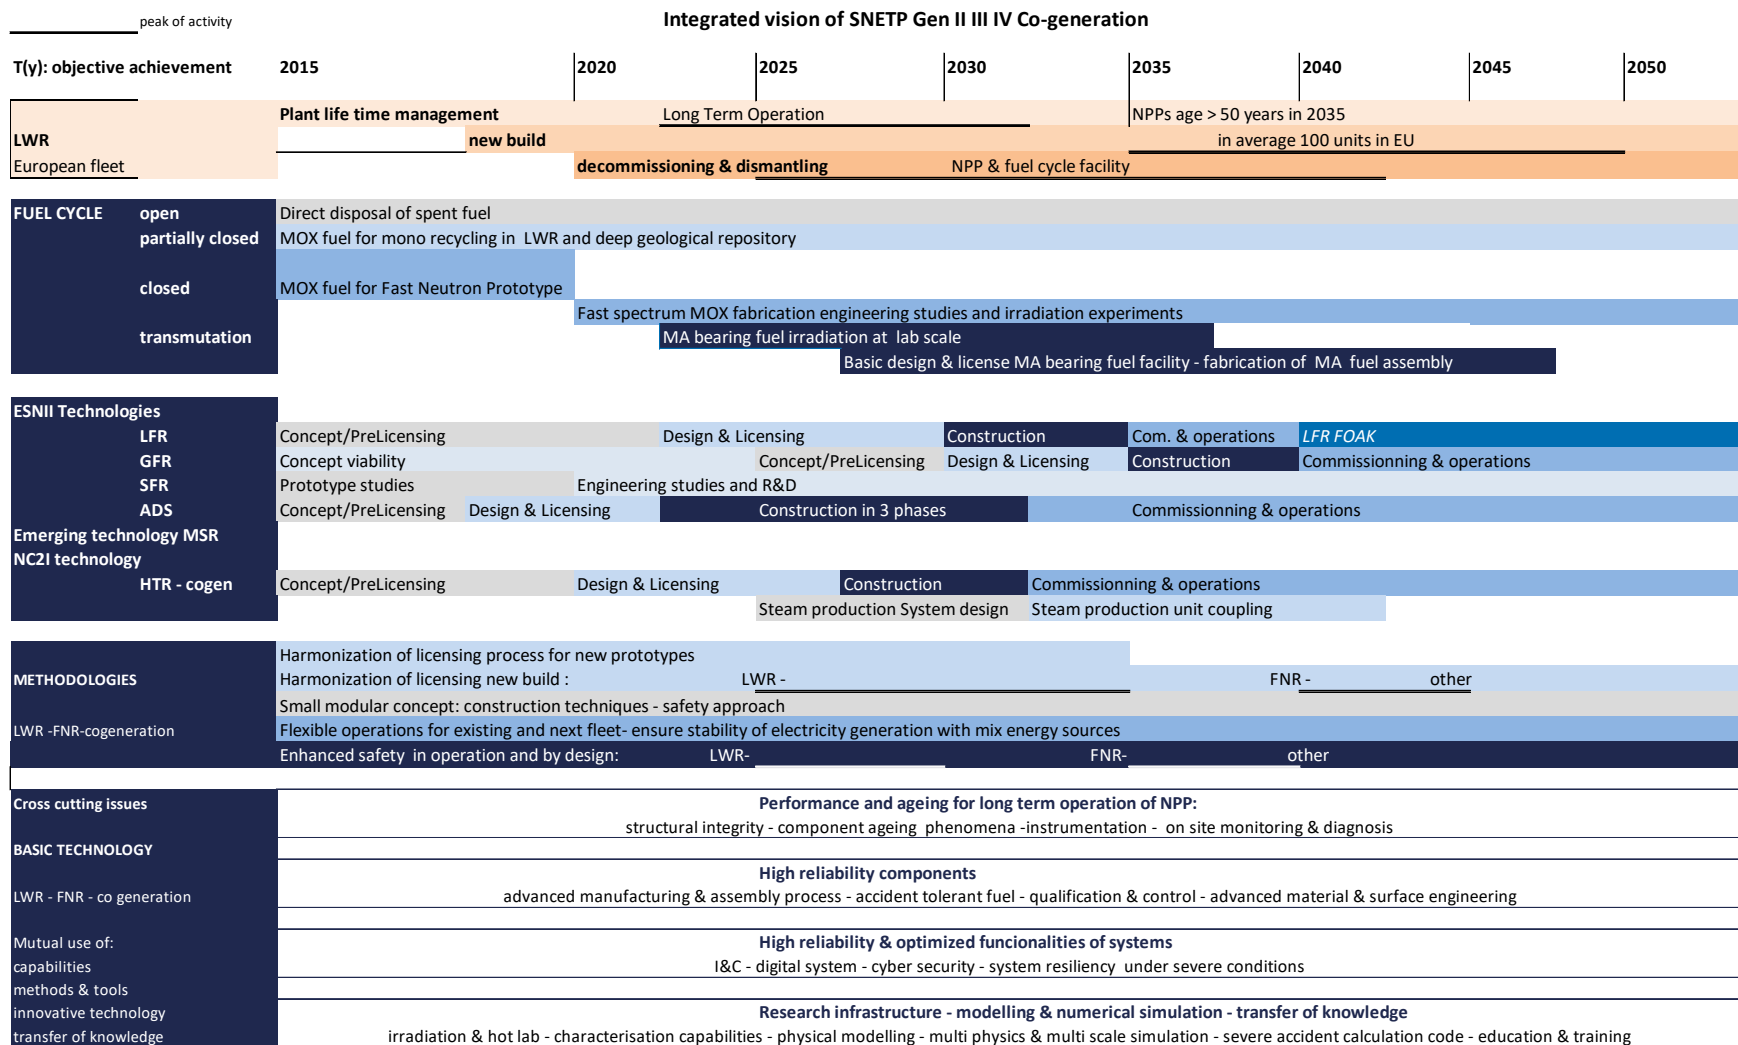 peak of activity
Integrated vision of SNETP Gen II III IV Co-generation
T(y): objective achievement 2015 2020 2025 2030 2035 2040 2045 2050
Plant life time management Long Term Operation NPPs age > 50 years in 2035
LWR new build in average 100 units in EU
European fleet decommissioning & dismantling NPP & fuel cycle facility
FUEL CYCLE open Direct disposal of spent fuel
partially closed MOX fuel for mono recycling in LWR and deep geological repository
closed MOX fuel for Fast Neutron Prototype
Fast spectrum MOX fabrication engineering studies and irradiation experiments
transmutation MA bearing fuel irradiation at lab scale
Basic design & license MA bearing fuel facility - fabrication of MA fuel assembly
ESNII Technologies
LFR Concept/PreLicensing Design & Licensing Construction Com. & operations LFR FOAK
GFR Concept viability Concept/PreLicensing Design & Licensing Construction Commissionning & operations
SFR Prototype studies Engineering studies and R&D
ADS Concept/PreLicensing Design & Licensing Construction in 3 phases Commissionning & operations
Emerging technology MSR
NC2I technology
HTR - cogen Concept/PreLicensing Design & Licensing Construction Commissionning & operations
Steam production System design Steam production unit coupling
Harmonization of licensing process for new prototypes
METHODOLOGIES Harmonization of licensing new build : LWR - FNR - other
Small modular concept: construction techniques - safety approach
LWR -FNR-cogeneration Flexible operations for existing and next fleet- ensure stability of electricity generation with mix energy sources
Enhanced safety in operation and by design: LWR- FNR- other
Cross cutting issues Performance and ageing for long term operation of NPP:
structural integrity - component ageing phenomena -instrumentation - on site monitoring & diagnosis
BASIC TECHNOLOGY
High reliability components
LWR - FNR - co generation advanced manufacturing & assembly process - accident tolerant fuel - qualification & control - advanced material & surface engineering
Mutual use of: High reliability & optimized funcionalities of systems
capabilities I&C - digital system - cyber security - system resiliency under severe conditions
methods & tools
innovative technology Research infrastructure - modelling & numerical simulation - transfer of knowledge
transfer of knowledge irradiation & hot lab - characterisation capabilities - physical modelling - multi physics & multi scale simulation - severe accident calculation code - education & training